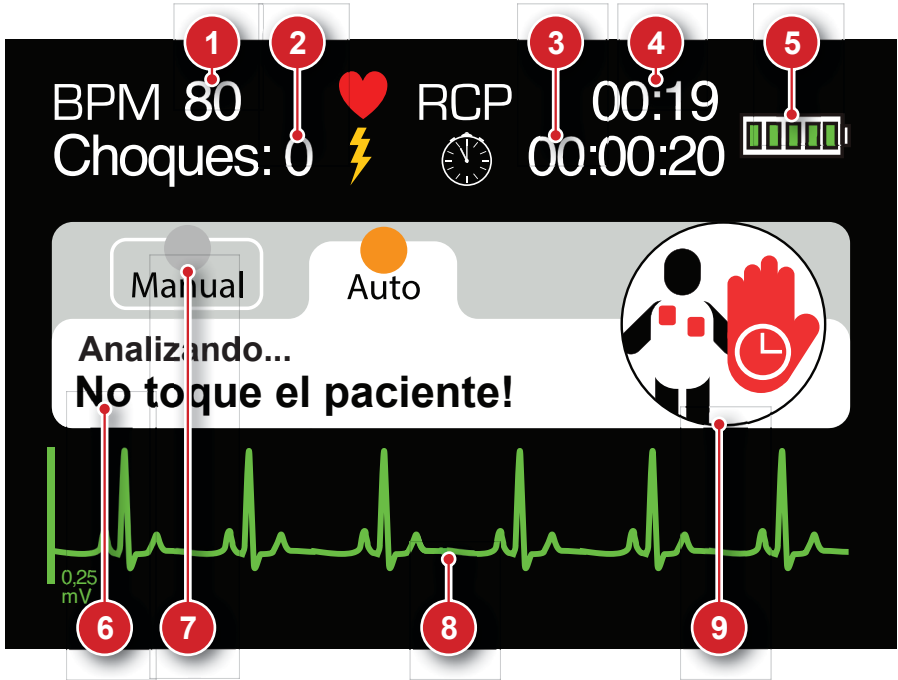 1 2 3 4 5
BPM 80 RCP 00:19
Choques: 0 00:00:20
Manual Auto
Analizando...
No toque el paciente!
0,25
mV
6 7 8 9